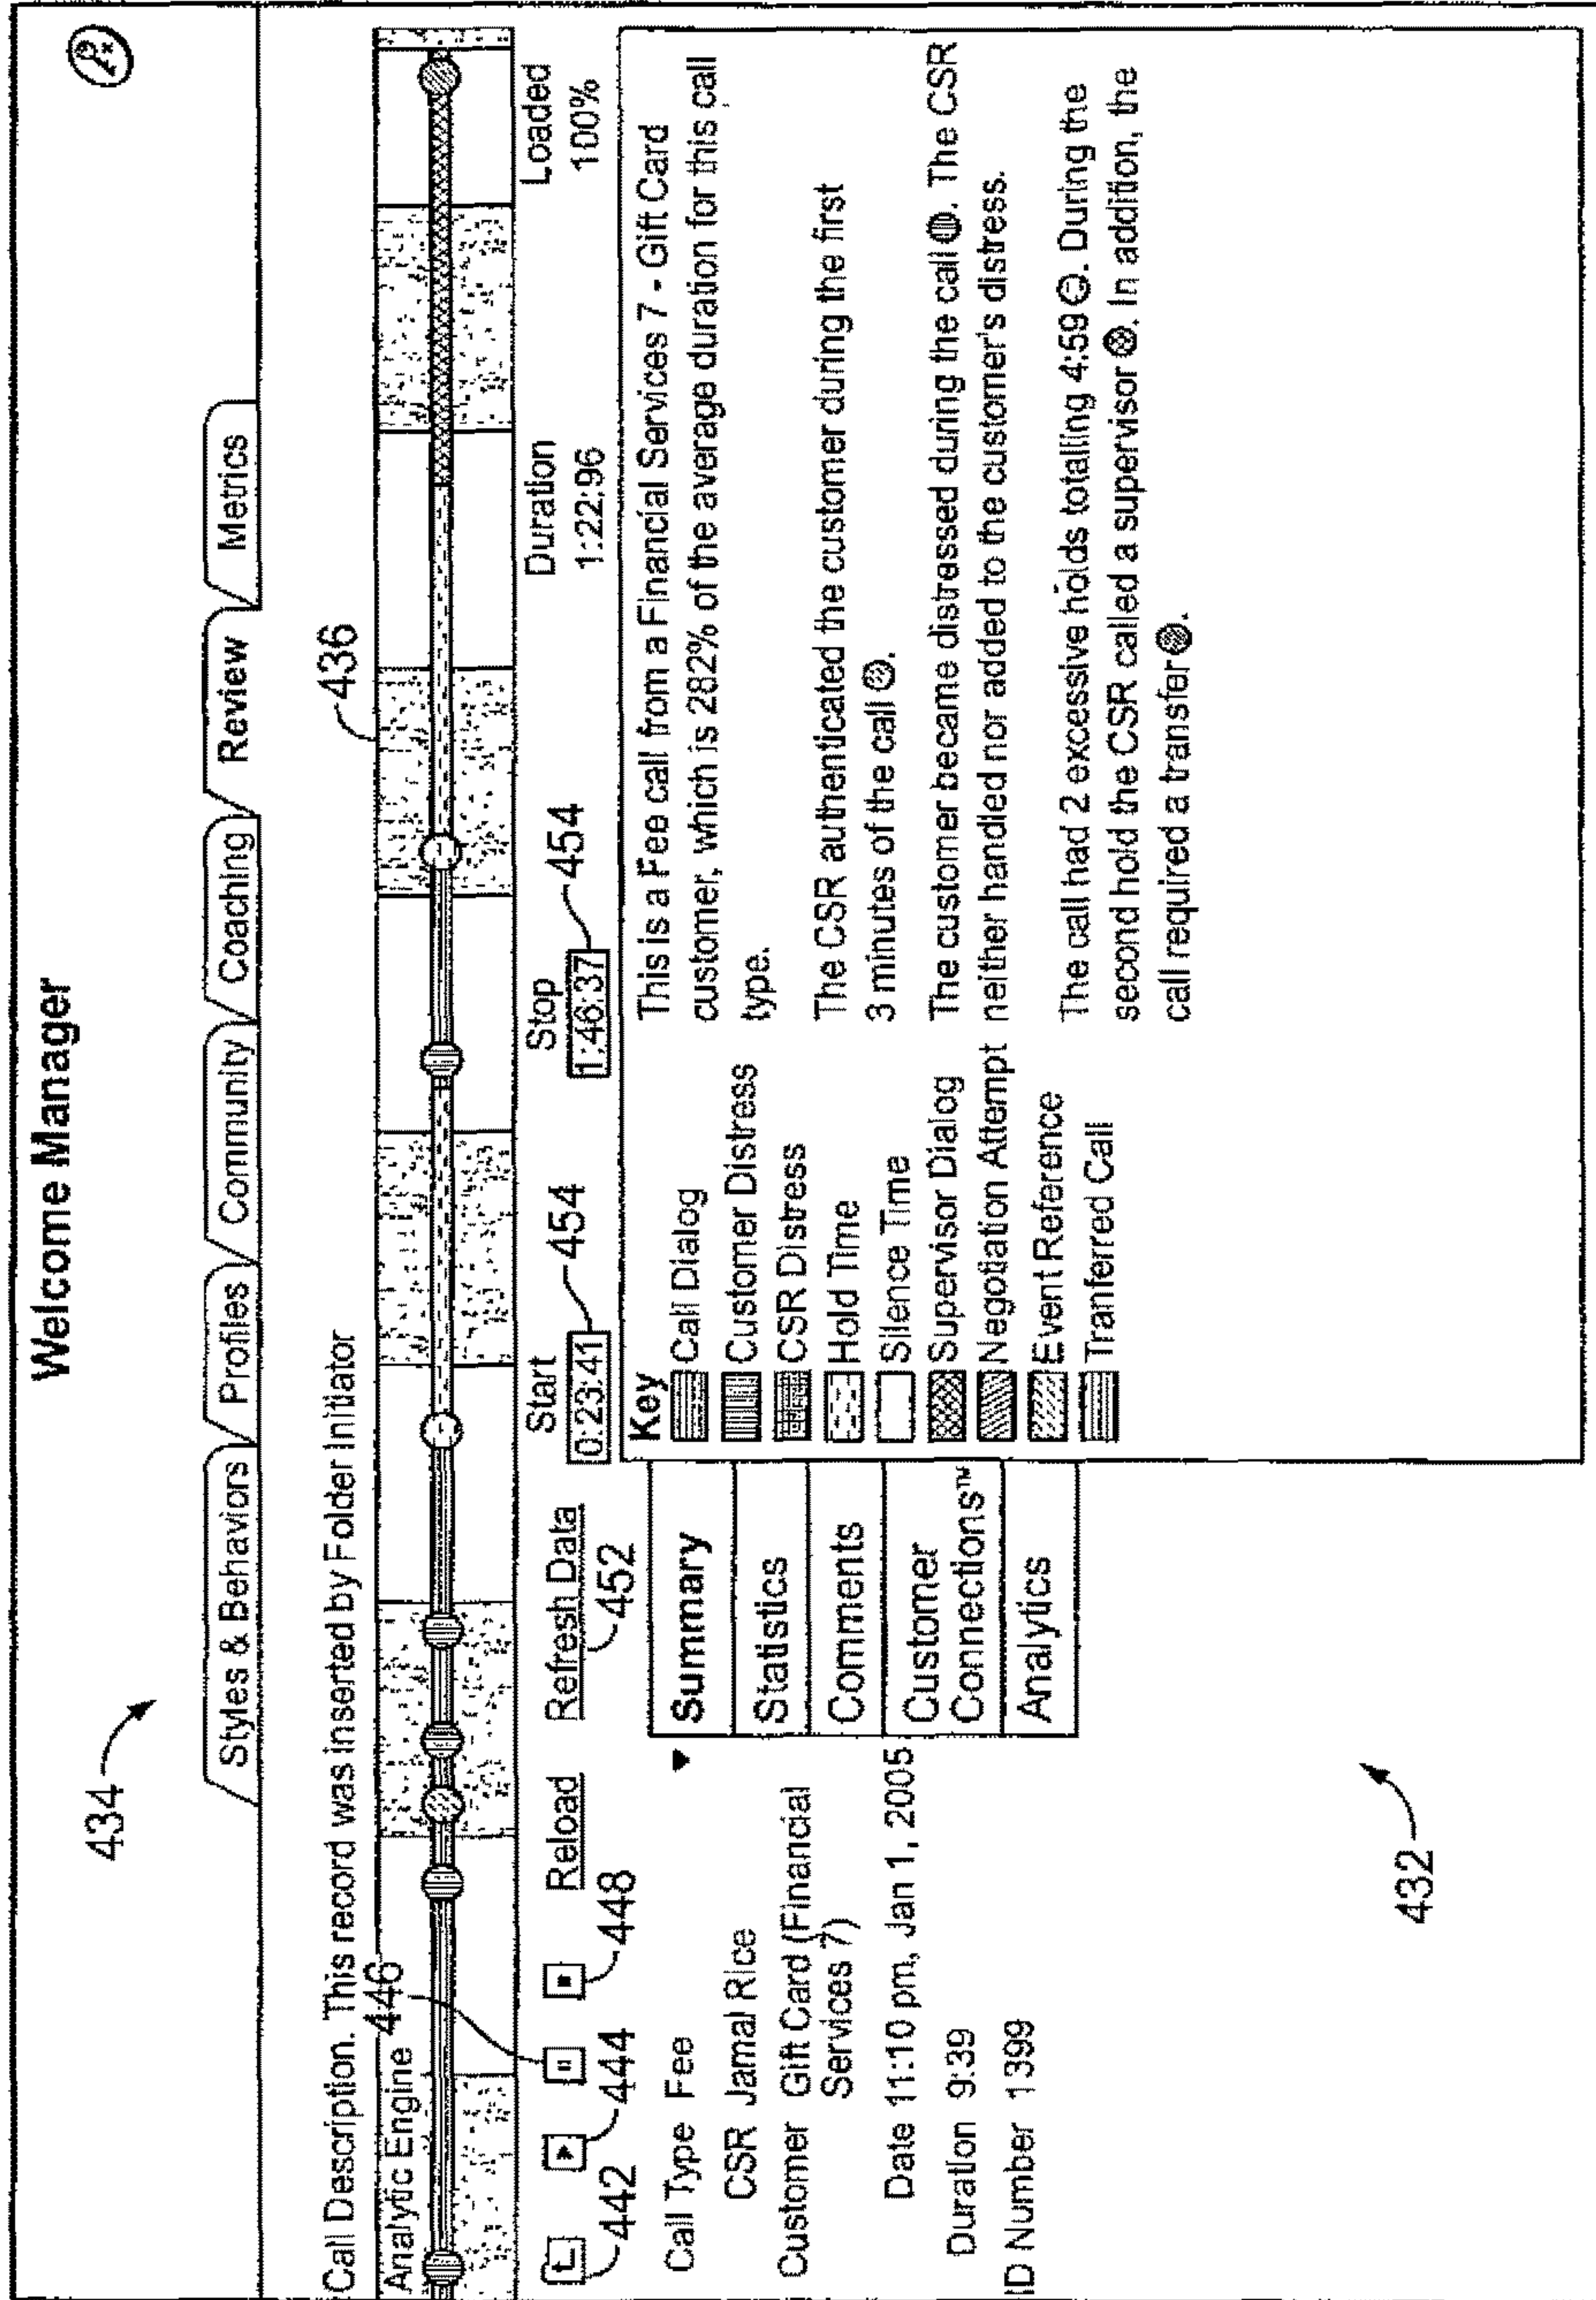 Welcome Manager
434
Styles & Behaviors
Profiles
Community
Coaching
Review
Metrics
Call Description. This record was inserted by Folder Initiator
436
Analytic Engine
446
442
444
448
Reload
Refresh Data
452
Start
0:23:41
454
Stop
1:46:37
454
Duration
1:22:96
Loaded
100%
Call Type Fee
CSR Jamal Rice
Customer Gift Card (Financial
Services 7)
Date 11:10 pm, Jan 1, 2005
Duration 9:39
ID Number 1399
Summary
Statistics
Comments
Customer
Connections™
Analytics
Key
Call Dialog
Customer Distress
CSR Distress
Hold Time
Silence Time
Supervisor Dialog
Negotiation Attempt
Event Reference
Tranferred Call
This is a Fee call from a Financial Services 7 - Gift Card
customer, which is 282% of the average duration for this call
type.
The CSR authenticated the customer during the first
3 minutes of the call.
The customer became distressed during the call. The CSR
neither handled nor added to the customer's distress.
The call had 2 excessive holds totalling 4:59. During the
second hold the CSR called a supervisor. In addition, the
call required a transfer.
432